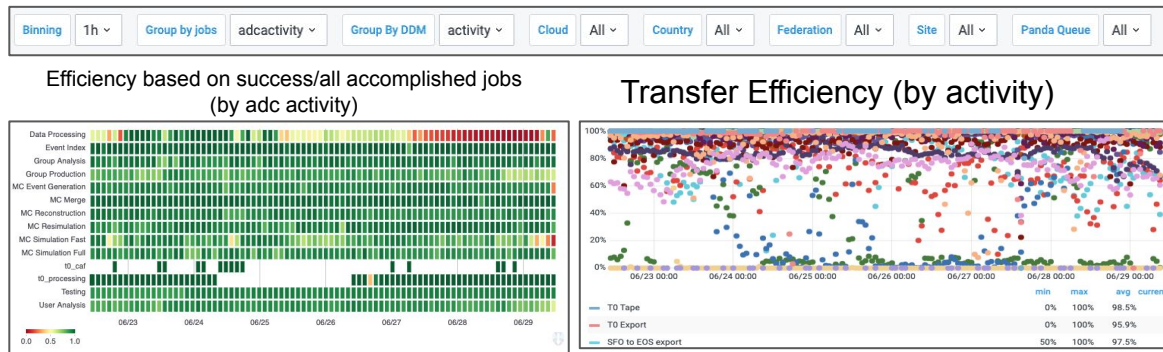 Binning 1h Group by jobs adcactivity Group By DDM activity Cloud All Country All Federation All Site All Panda Queue All
Efficiency based on success/all accomplished jobs
(by adc activity)
Transfer Efficiency (by activity)
Data Processing
Event Index
Group Analysis
Group Production
MC Event Generation
MC Merge
MC Reconstruction
MC Resimulation
MC Simulation Fast
MC Simulation Full
t0_caf
t0_processing
Testing
User Analysis
06/23 06/24 06/25 06/26 06/27 06/28 06/29
0.0 0.5 1.0
100%
80%
60%
40%
20%
0%
06/23 00:00 06/24 00:00 06/25 00:00 06/26 00:00 06/27 00:00 06/28 00:00 06/29 00:00
min max avg curren
T0 Tape 0% 100% 98.5%
T0 Export 0% 100% 95.9%
SFO to EOS export 50% 100% 97.5%